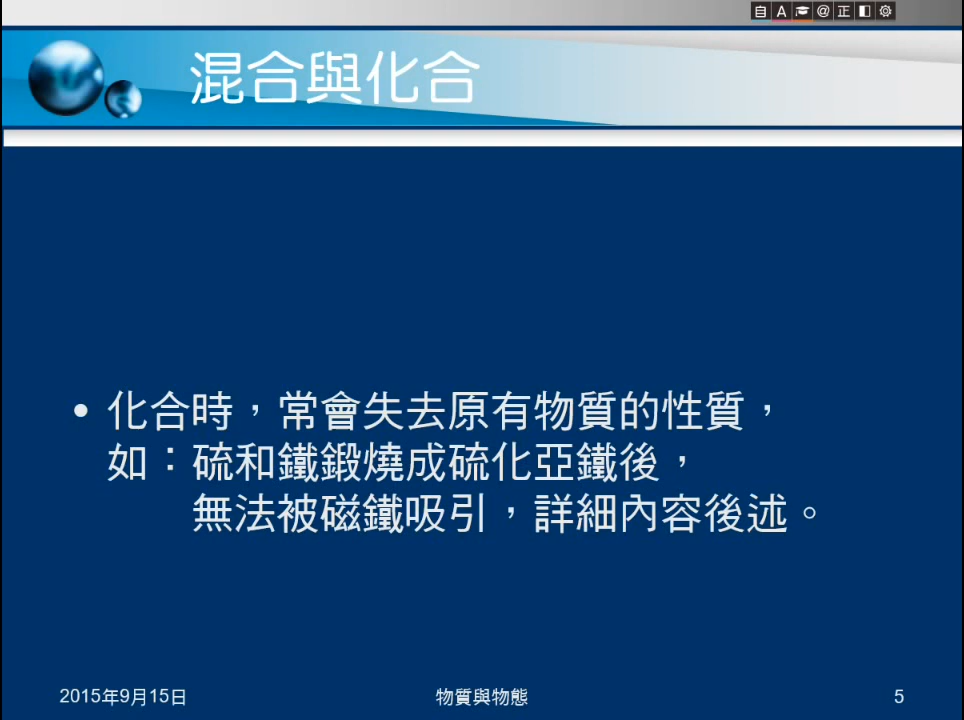 自 A @ 正
混合與化合
• 化合時，常會失去原有物質的性質，
如：硫和鐵鍛燒成硫化亞鐵後，
無法被磁鐵吸引，詳細內容後述。
2015年9月15日 物質與物態 5